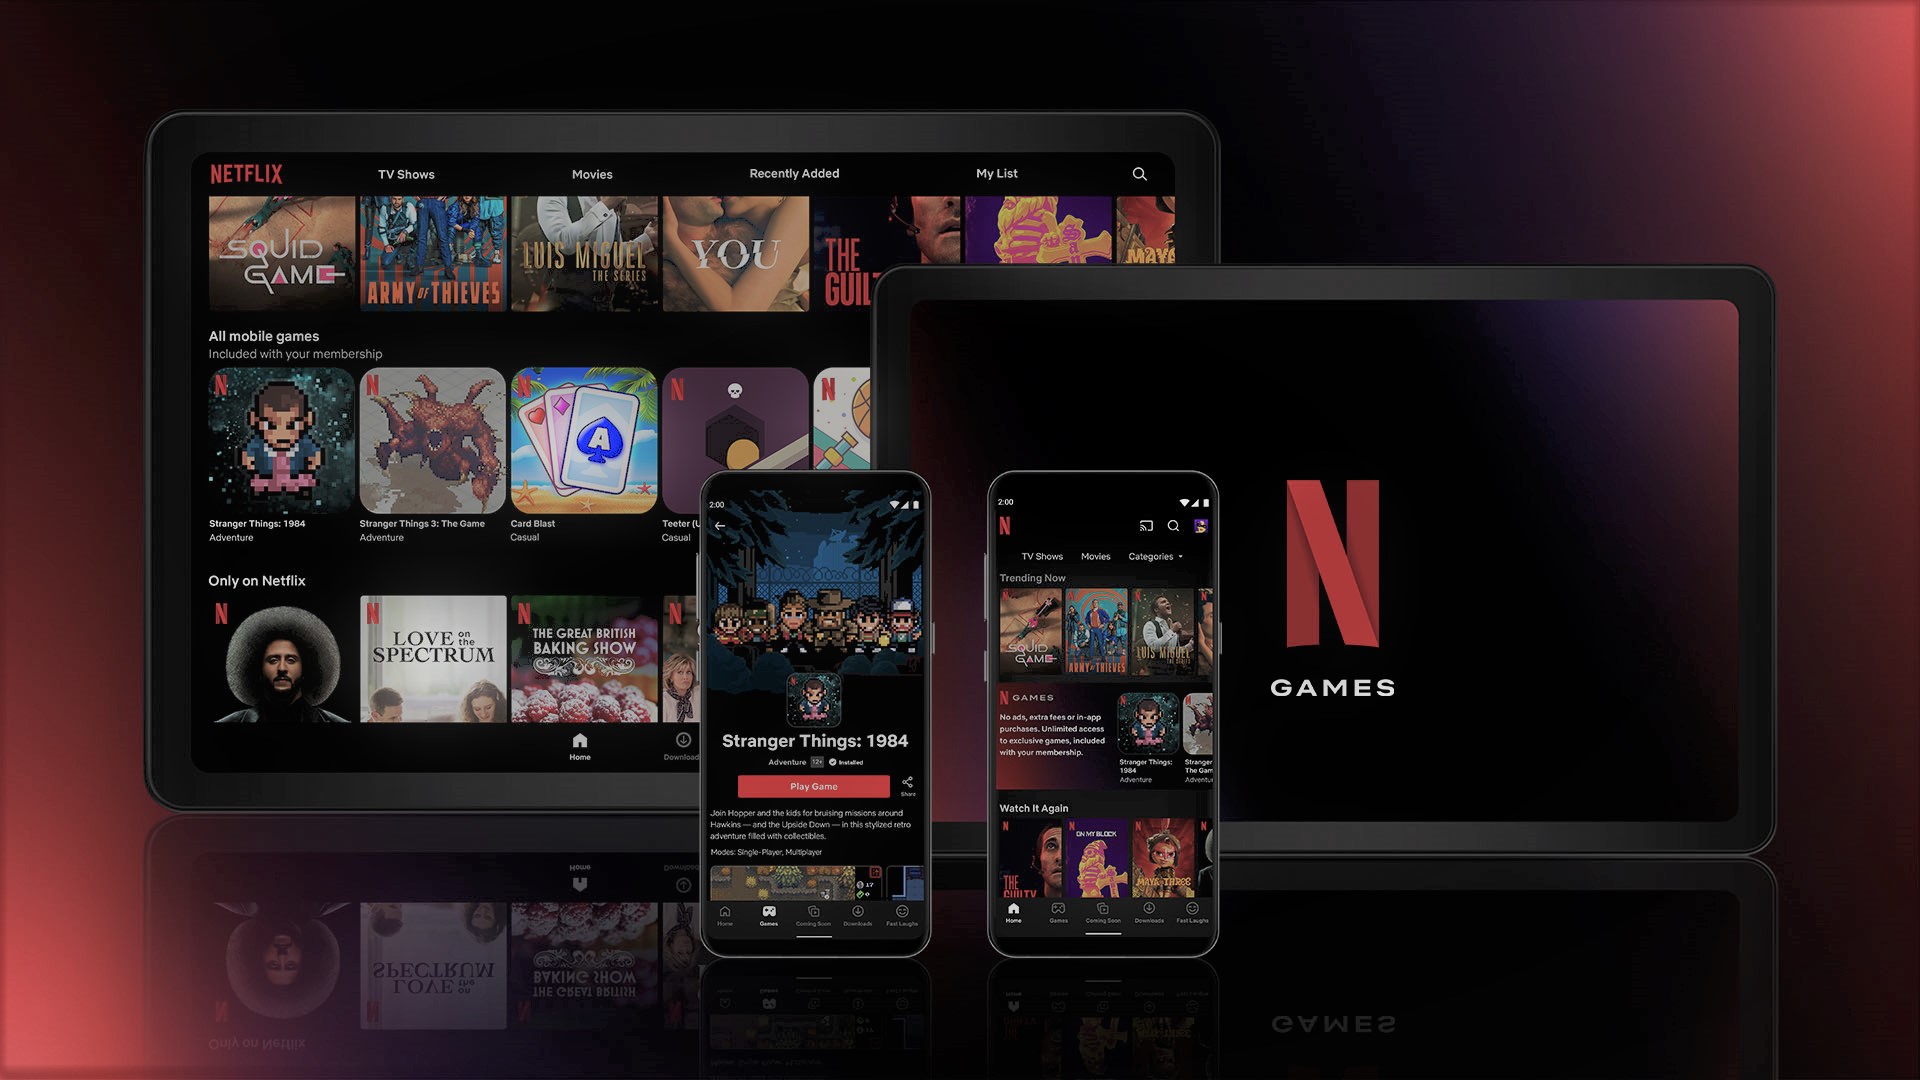 NETFLIX
TV Shows
Movies
Recently Added
My List
SQUID
GAME
ARMY OF THIEVES
LUIS MIGUEL
THE SERIES
YOU
THE
All mobile games
Included with your membership
N
N
N
N
N
A
Stranger Things: 1984
Adventure
Stranger Things 3: The Game
Adventure
Card Blast
Casual
Casual
Only on Netflix
N
N
LOVE on the
SPECTRUM
N
THE GREAT BRITISH
BAKING SHOW
N
Home
2:00
Stranger Things: 1984
Adventure 12+ Installed
Play Game
Share
Join Hopper and the kids for bruising missions around
Hawkins — and the Upside Down — in this stylized retro
adventure filled with collectibles.
Modes: Single-Player, Multiplayer
17
Home
Games
Coming Soon
Downloads
Fast Laughs
2:00
N
TV Shows
Movies
Categories
Trending Now
SQUID
GAME
ARMY OF THIEVES
LUIS MIGUEL
THE SERIES
N GAMES
No ads, extra fees or in-app
purchases. Unlimited access
to exclusive games, included
with your membership.
Stranger Things:
1984
Adventure
Stranger
Watch It Again
N
THE
GUILTY
N
ON MY BLOCK
N
MAYA THREE
N
Home
Games
Coming Soon
Downloads
Fast Laughs
N
GAMES